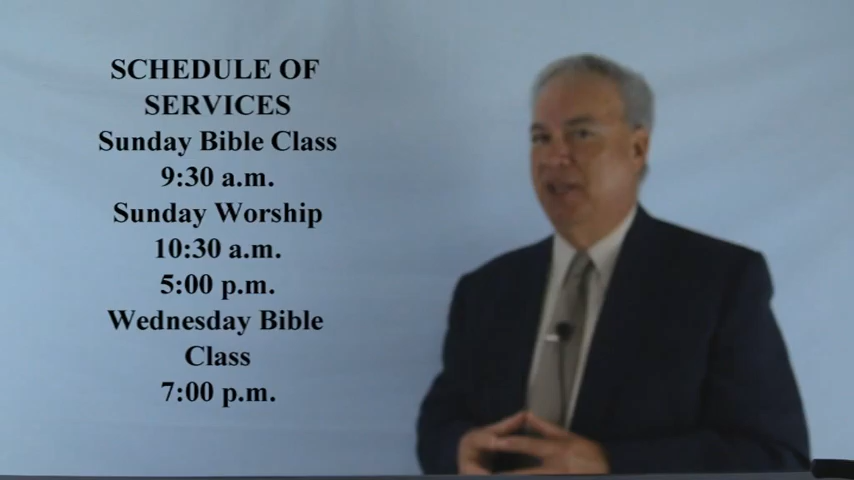 SCHEDULE OF
SERVICES
Sunday Bible Class
9:30 a.m.
Sunday Worship
10:30 a.m.
5:00 p.m.
Wednesday Bible
Class
7:00 p.m.